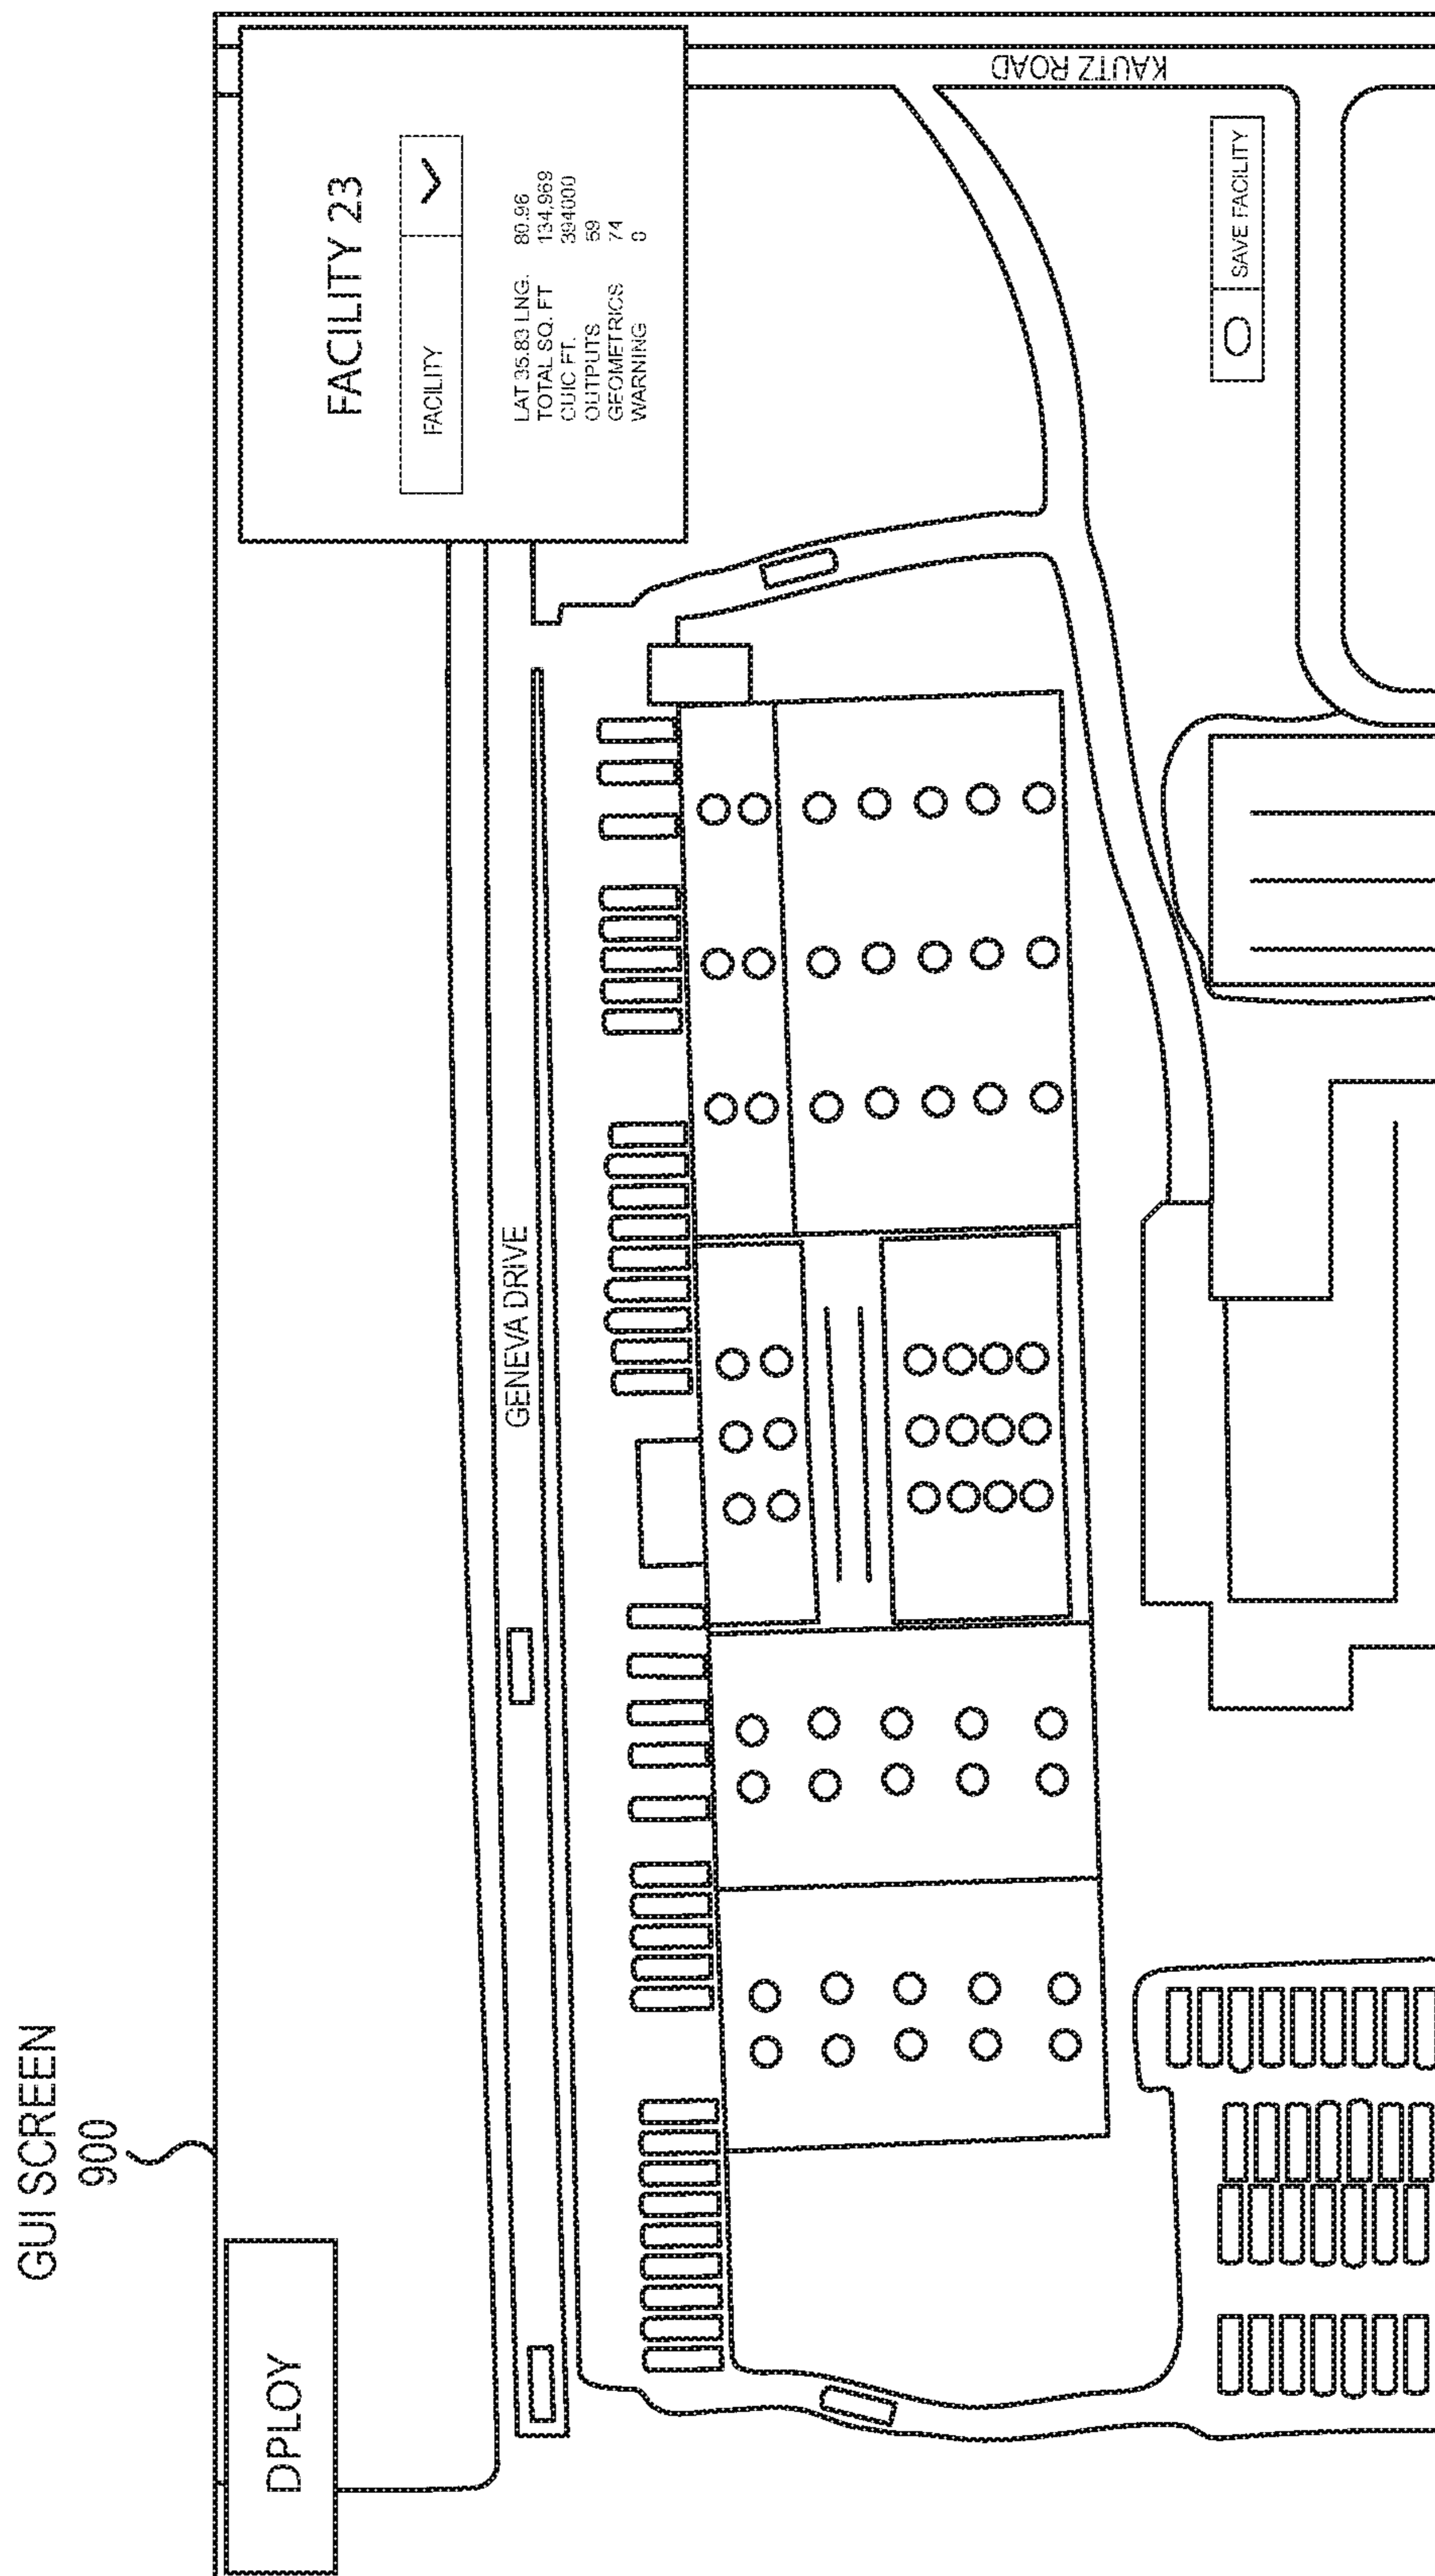 GUI SCREEN
900
DPLOY
FACILITY 23
FACILITY
LAT 35.83 LNG. 80.96
TOTAL SQ. FT 134,969
CUIC FT. 394000
OUTPUTS 59
GEOMETRICS 74
WARNING 0
GENEVA DRIVE
KAUTZ ROAD
SAVE FACILITY